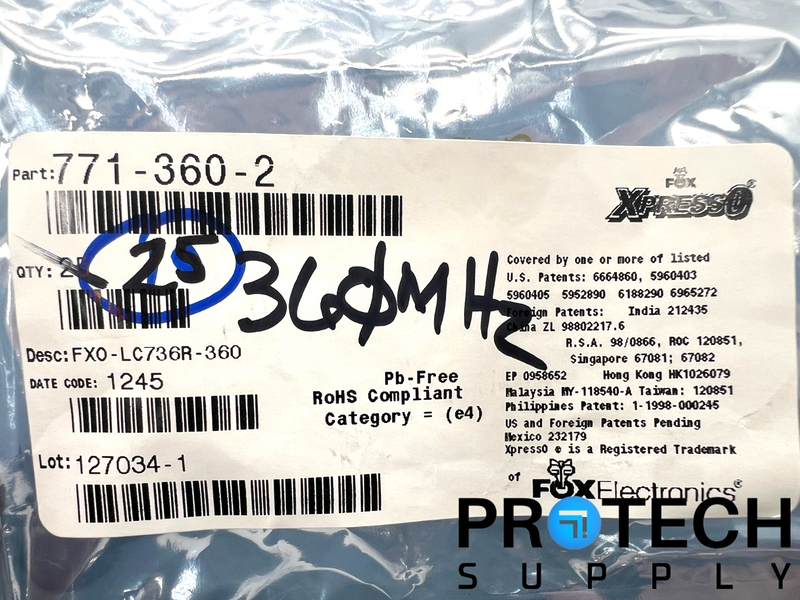 Part: 771-360-2
FOX
XPRESSO®
QTY: 25
25
360MHz
Desc: FXO-LC736R-360
DATE CODE: 1245
Lot: 127034-1
Pb-Free
RoHS Compliant
Category = (e4)
Covered by one or more of listed
U.S. Patents: 6664860, 5960403
5960405 5952890 6188290 6965272
Foreign Patents: India 212435
China ZL 98802217.6
R.S.A. 98/0866, ROC 120851,
Singapore 67081; 67082
EP 0958652 Hong Kong HK1026079
Malaysia MY-118540-A Taiwan: 120851
Philippines Patent: 1-1998-000245
US and Foreign Patents Pending
Mexico 232179
XpressO ® is a Registered Trademark
of FOX Electronics®
PROTECH
SUPPLY